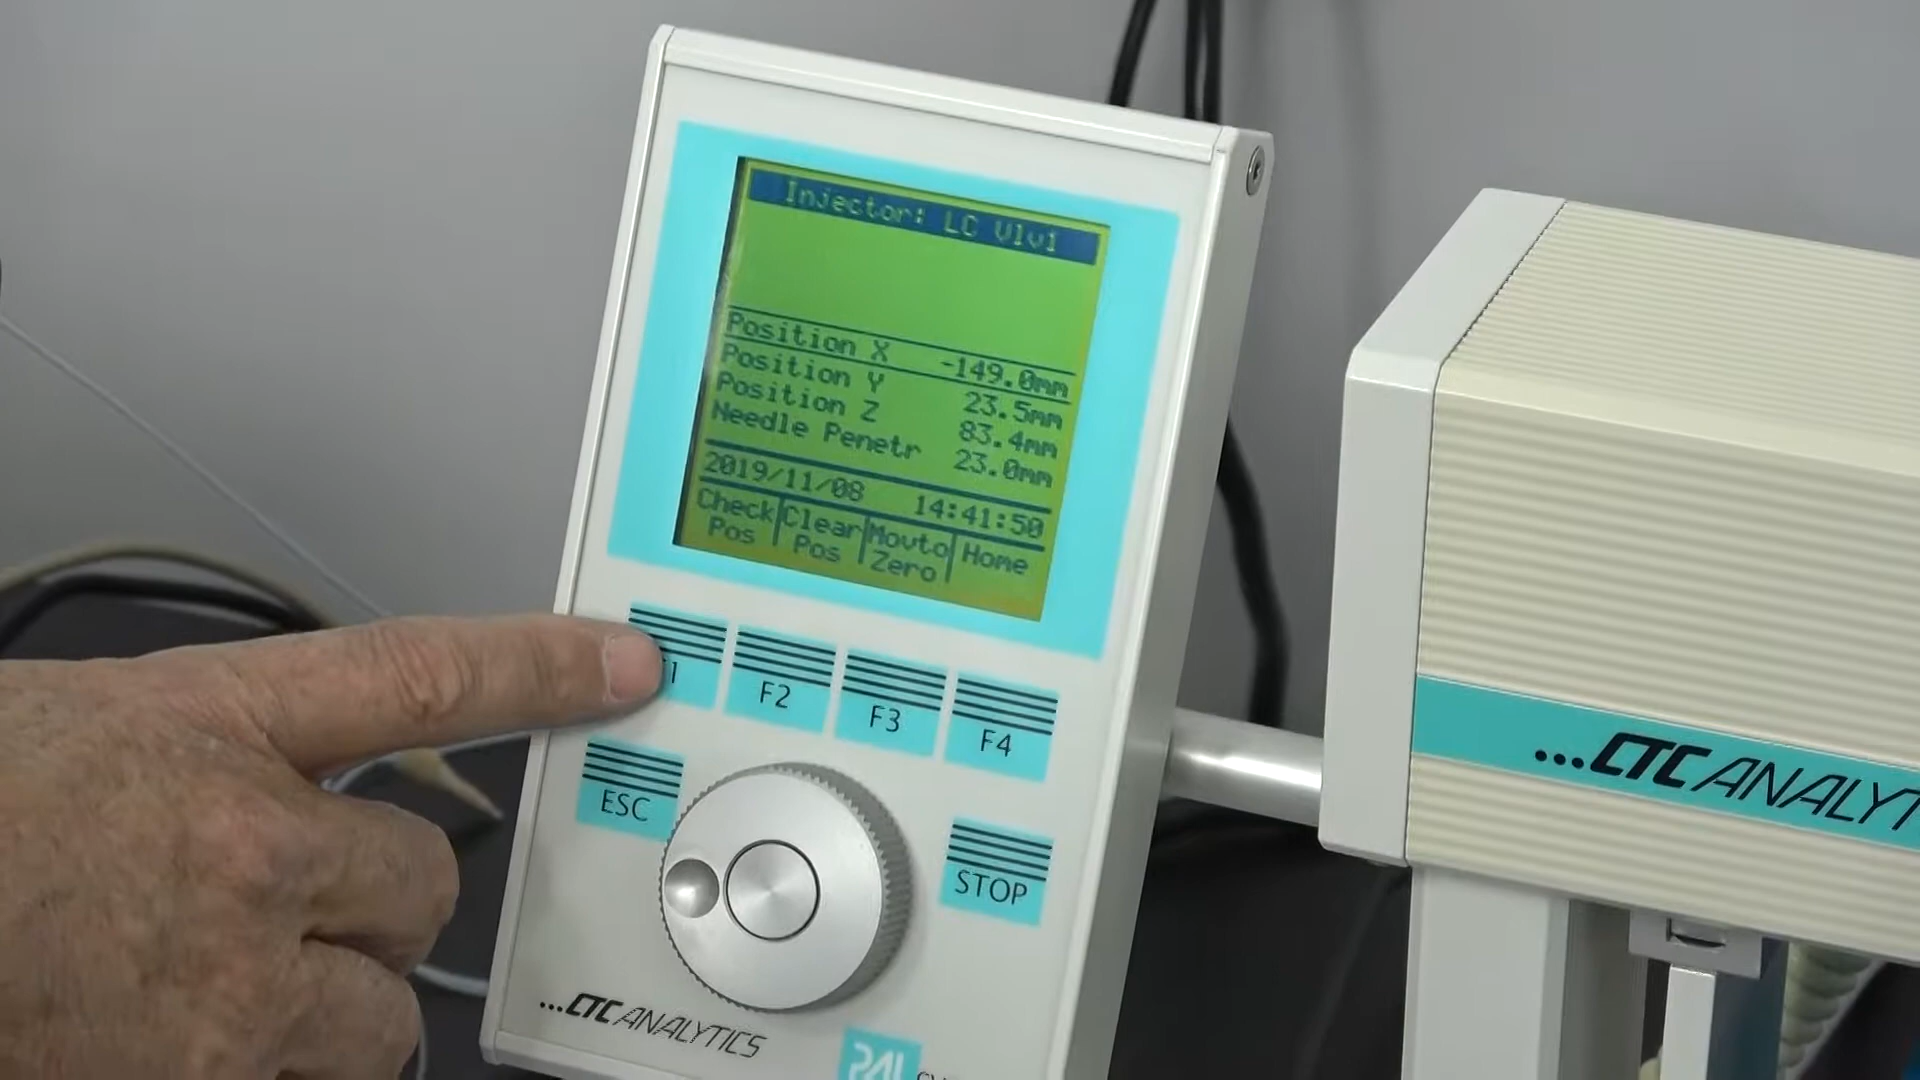 Injector: LC Vlv1
Position X -149.0mm
Position Y 23.5mm
Position Z 83.4mm
Needle Penetr 23.0mm
2019/11/08 14:41:50
Check Pos
Clear Pos
Movto Zero
Home
F2
F3
F4
ESC
STOP
...CTC ANALYTICS
PAL
...CTC ANALYT